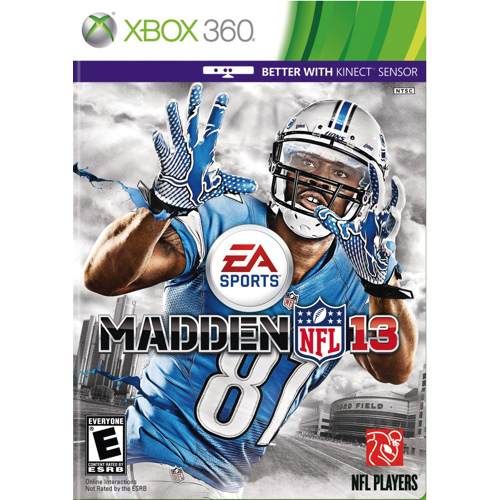 XBOX 360
BETTER WITH KINECT SENSOR
NTSC
EA
SPORTS
MADDEN NFL 13
81
FORD FIELD
EVERYONE
E
CONTENT RATED BY
ESRB
Online Interactions
Not Rated by the ESRB
NFL PLAYERS